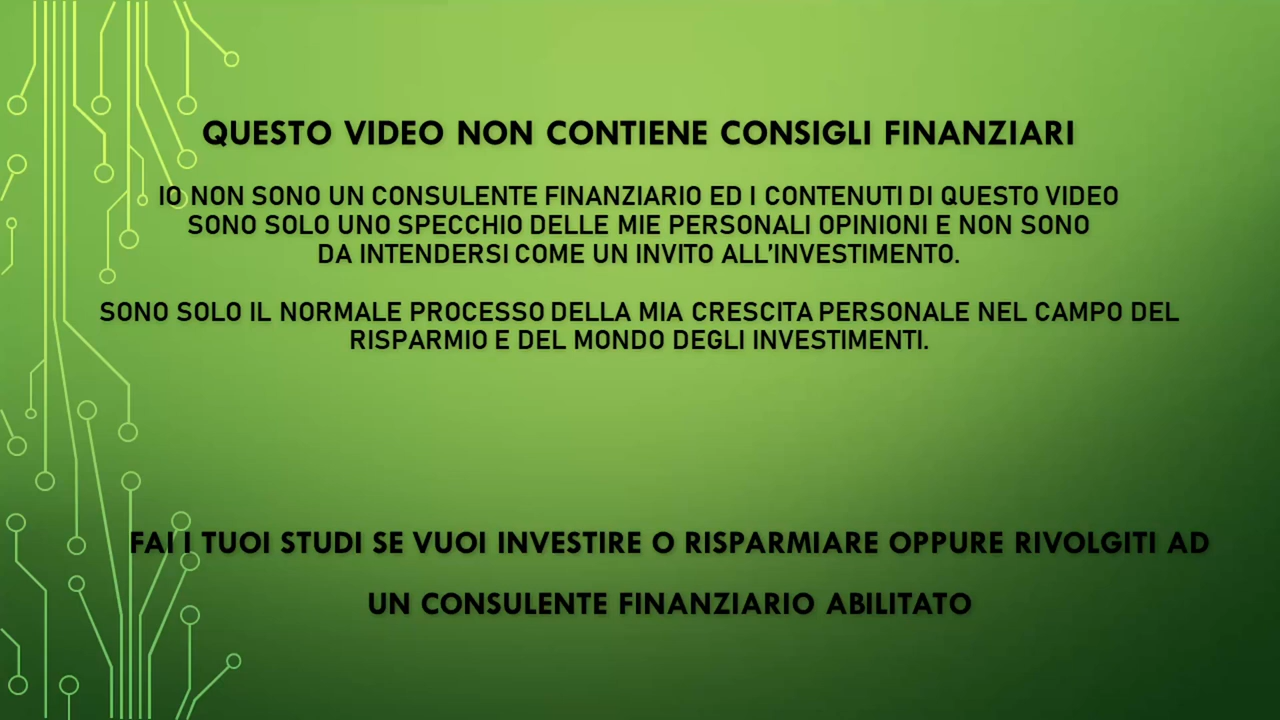 QUESTO VIDEO NON CONTIENE CONSIGLI FINANZIARI
IO NON SONO UN CONSULENTE FINANZIARIO ED I CONTENUTI DI QUESTO VIDEO
SONO SOLO UNO SPECCHIO DELLE MIE PERSONALI OPINIONI E NON SONO
DA INTENDERSI COME UN INVITO ALL'INVESTIMENTO.
SONO SOLO IL NORMALE PROCESSO DELLA MIA CRESCITA PERSONALE NEL CAMPO DEL
RISPARMIO E DEL MONDO DEGLI INVESTIMENTI.
FAI I TUOI STUDI SE VUOI INVESTIRE O RISPARMIARE OPPURE RIVOLGITI AD
UN CONSULENTE FINANZIARIO ABILITATO